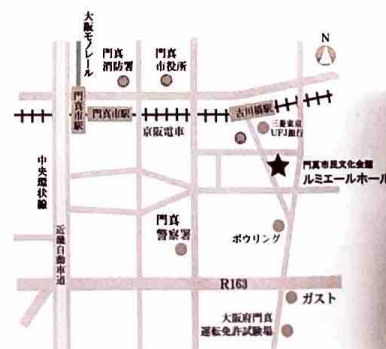 大阪モノレール
門真
消防署
門真
市役所
N
門真市駅
門真市駅
古川橋駅
京阪電車
三菱東京
UFJ銀行
門真市民文化会館
ルミエールホール
中央環状線
近畿自動車道
門真
警察署
ボウリング
R163
ガスト
大阪府門真
運転免許試験場